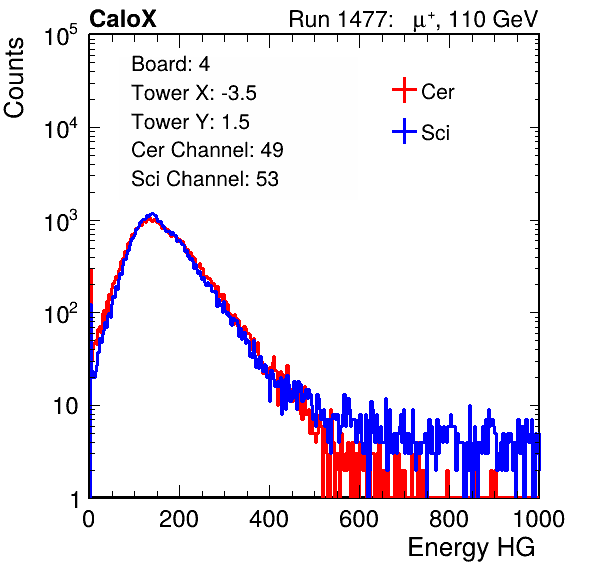 CaloX Run 1477: μ⁺, 110 GeV
Counts
10⁵
10⁴
10³
10²
10
1
Board: 4
Tower X: -3.5
Tower Y: 1.5
Cer Channel: 49
Sci Channel: 53
Cer
Sci
0 200 400 600 800 1000
Energy HG